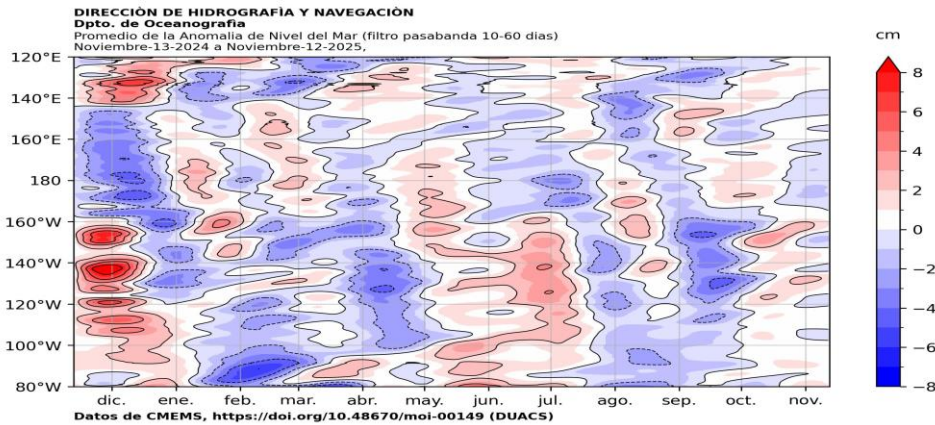 DIRECCIÒN DE HIDROGRAFÌA Y NAVEGACIÒN
Dpto. de Oceanografìa
Promedio de la Anomalia de Nivel del Mar (filtro pasabanda 10-60 dias)
Noviembre-13-2024 a Noviembre-12-2025,
cm
120°E
140°E
160°E
180
160°W
140°W
120°W
100°W
80°W
8
6
4
2
0
−2
−4
−6
−8
dic. ene. feb. mar. abr. may. jun. jul. ago. sep. oct. nov.
Datos de CMEMS, https://doi.org/10.48670/moi-00149 (DUACS)